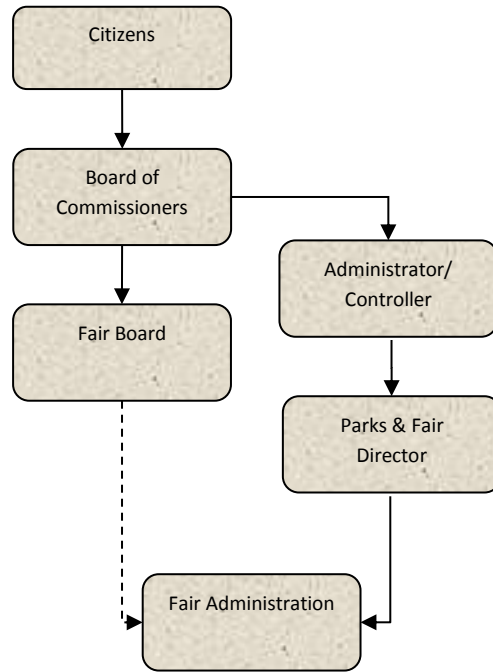 Citizens
Board of
Commissioners
Administrator/
Controller
Fair Board
Parks & Fair
Director
Fair Administration